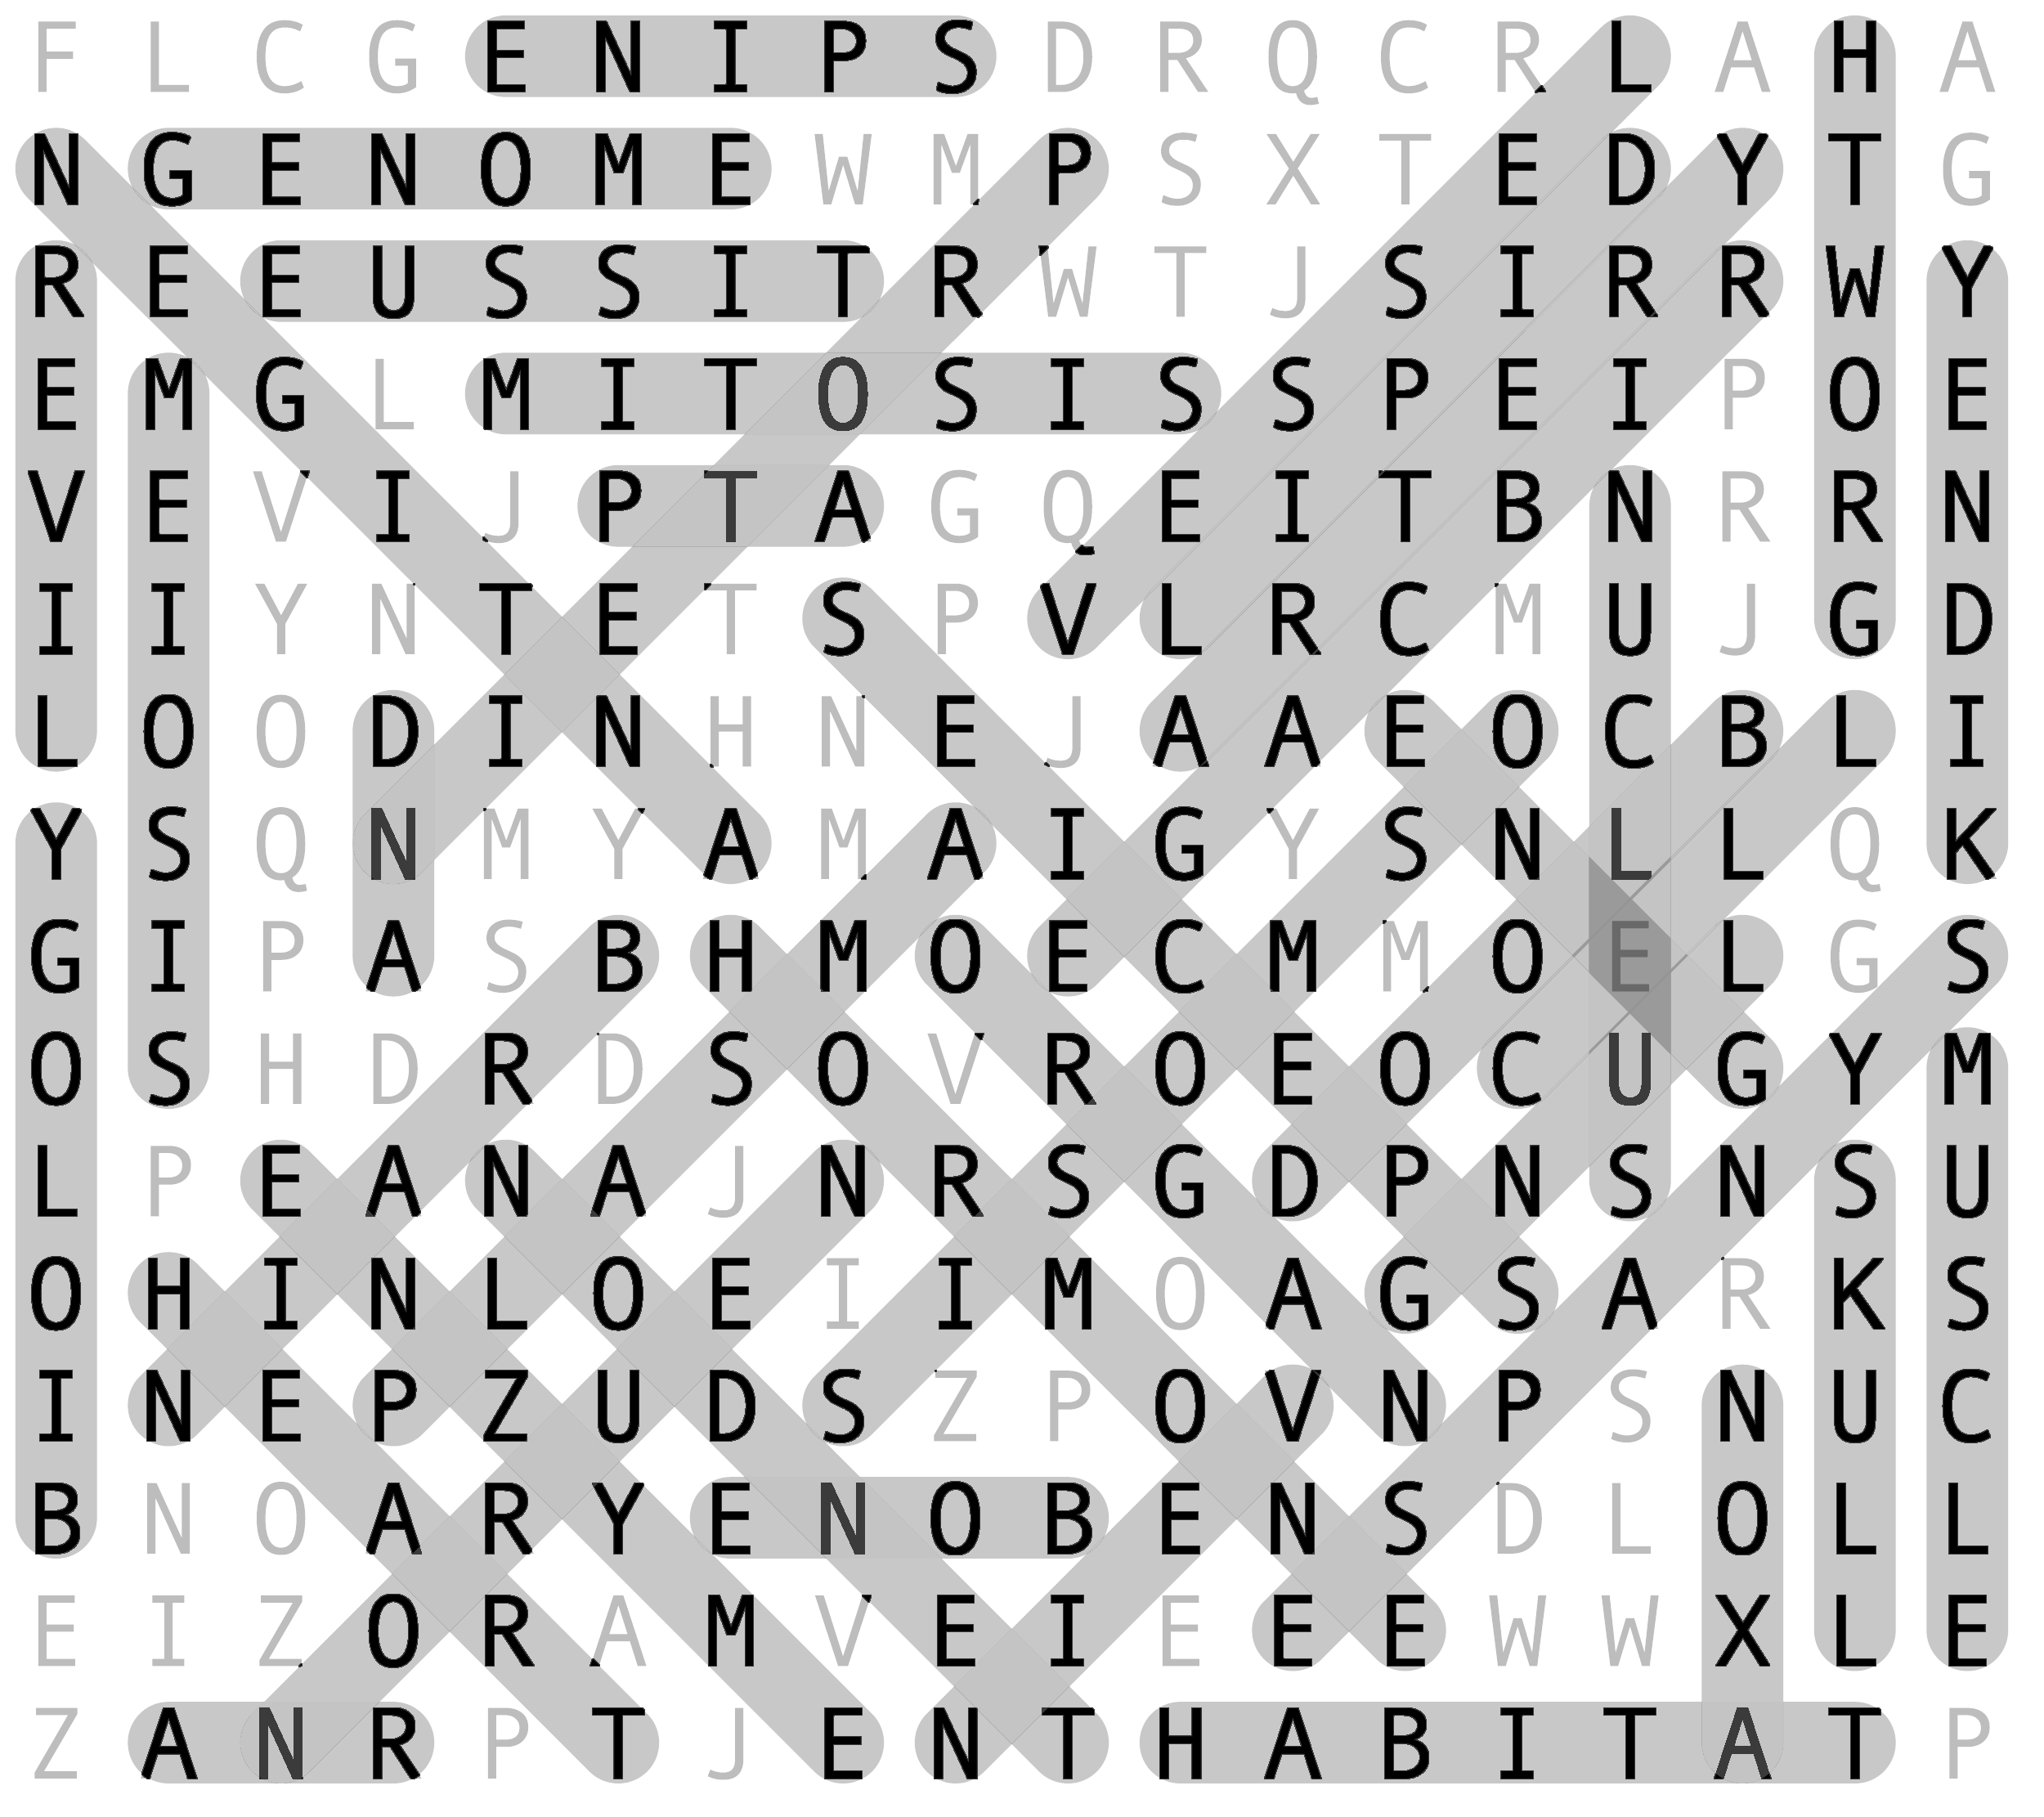 F L C G E N I P S D R Q C R L A H A
N G E N O M E W M P S X T E D Y T G
R E E U S S I T R W T J S I R R W Y
E M G L M I T O S I S S P E I P O E
V E V I J P T A G Q E I T B N R R N
I I Y N T E T S P V L R C M U J G D
L O O D I N H N E J A A E O C B L I
Y S Q N M Y A M A I G Y S N L L Q K
G I P A S B H M O E C M M O E L G S
O S H D R D S O V R O E O C U G Y M
L P E A N A J N R S G D P N S N S U
O H I N L O E I I M O A G S A R K S
I N E P Z U D S Z P O V N P S N U C
B N O A R Y E N O B E N S D L O L L
E I Z O R A M V E I E E E W W X L E
Z A N R P T J E N T H A B I T A T P